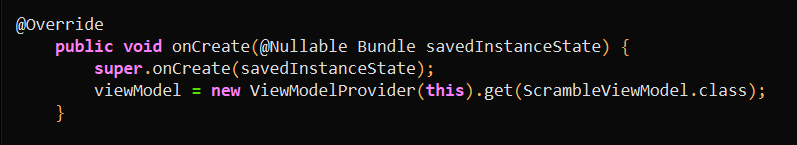 @Override
    public void onCreate(@Nullable Bundle savedInstanceState) {
        super.onCreate(savedInstanceState);
        viewModel = new ViewModelProvider(this).get(ScrambleViewModel.class);
    }